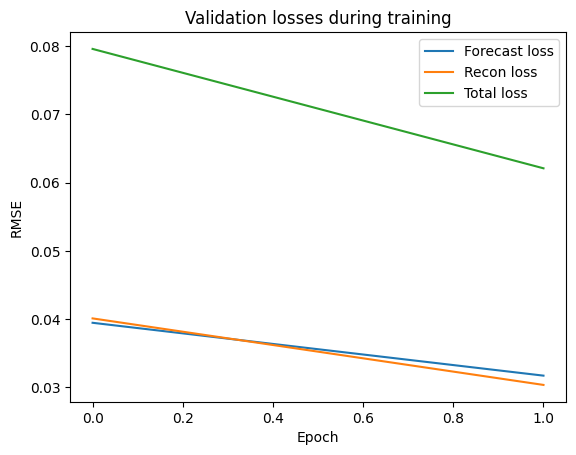 Validation losses during training
0.08
0.07
0.06
0.05
0.04
0.03
RMSE
Forecast loss
Recon loss
Total loss
0.0 0.2 0.4 0.6 0.8 1.0
Epoch